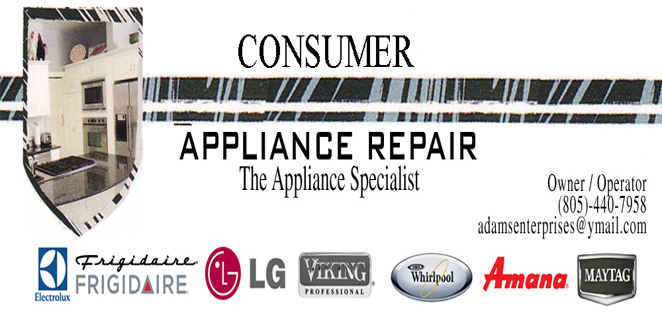 CONSUMER
APPLIANCE REPAIR
The Appliance Specialist
Owner / Operator
(805)-440-7958
adamsenterprises@ymail.com
Electrolux
Frigidaire
FRIGIDAIRE
LG
VIKING
PROFESSIONAL
Whirlpool
Amana
MAYTAG